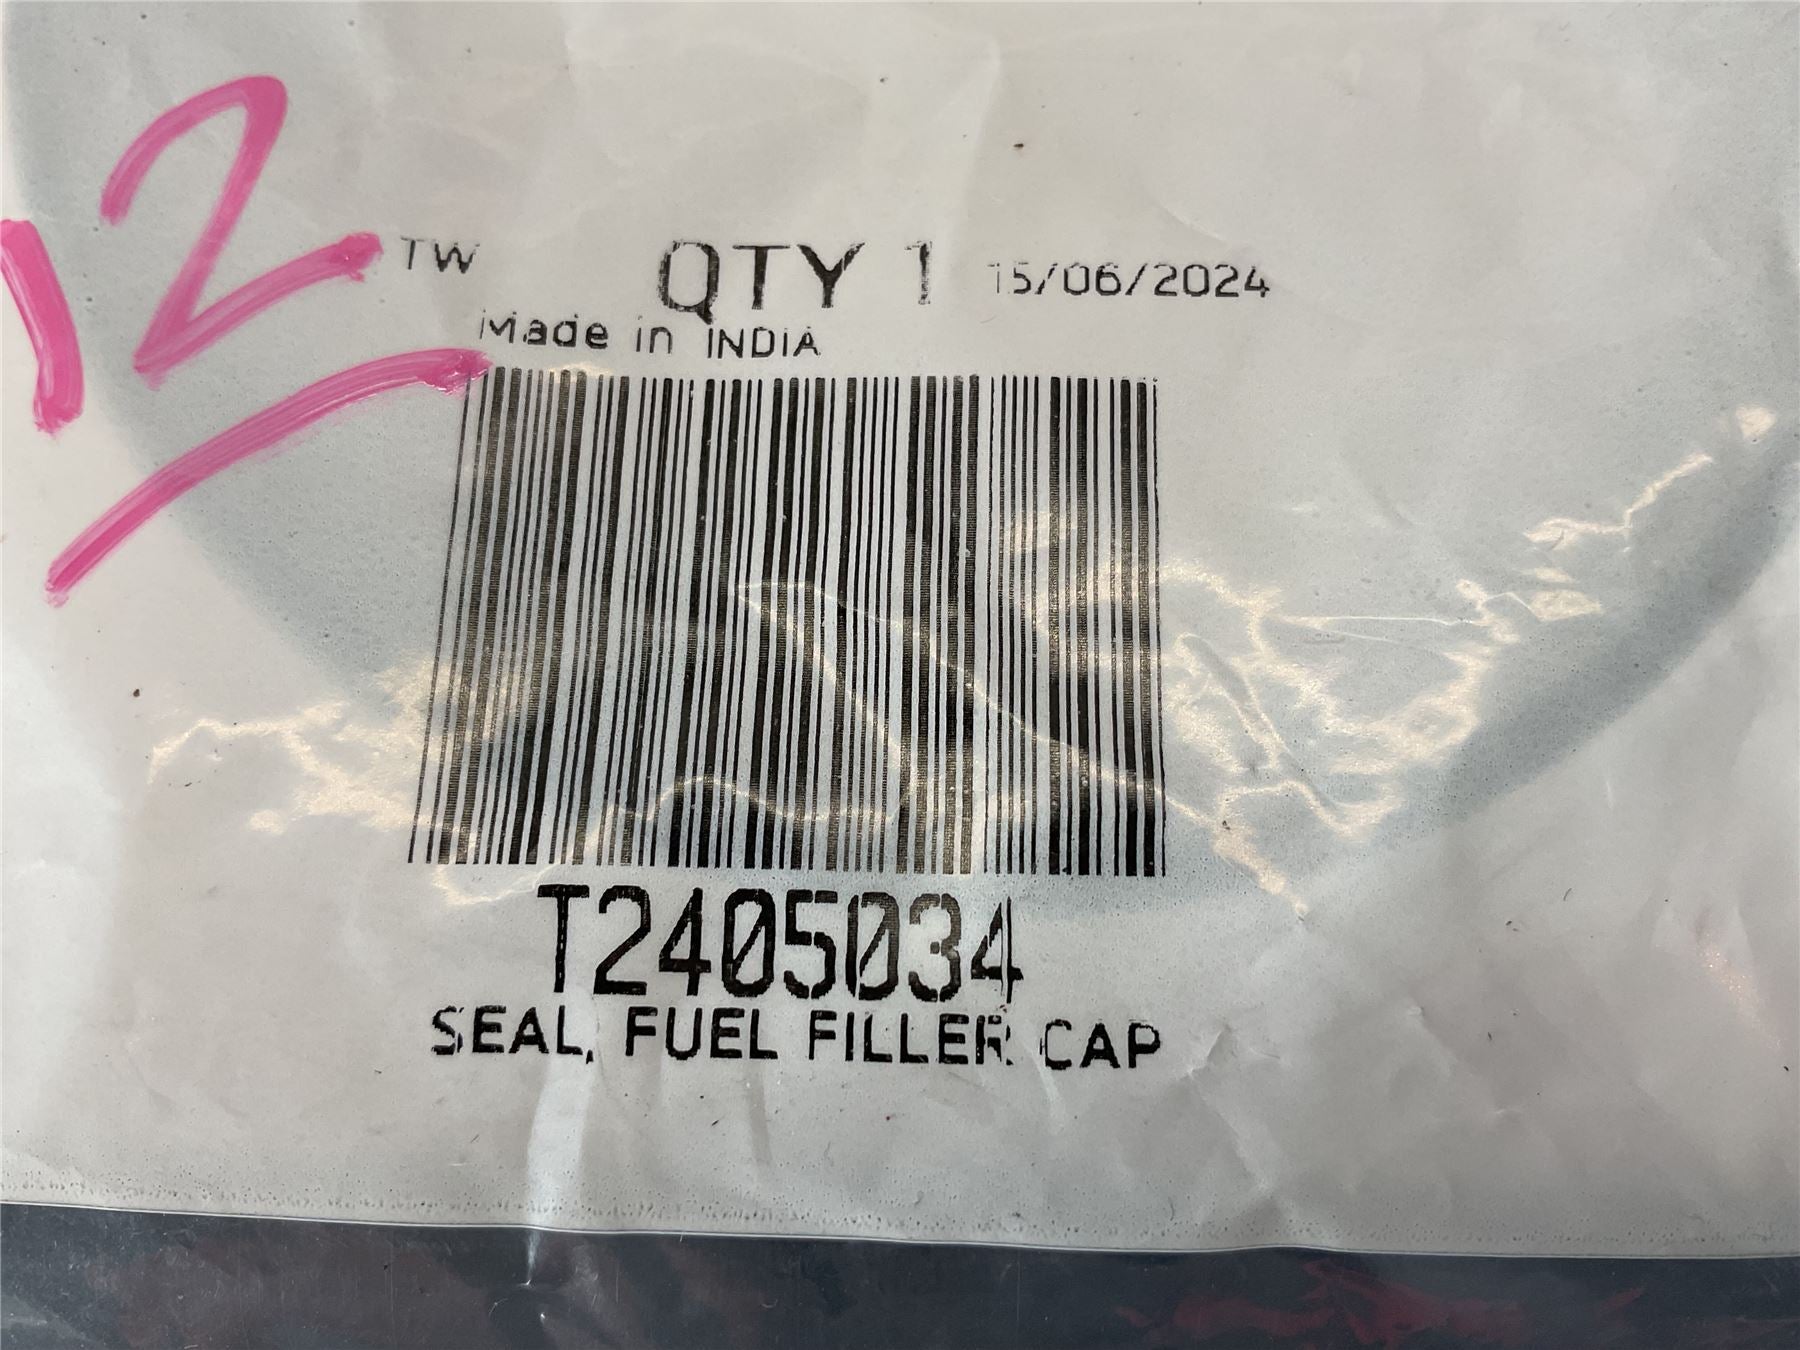 12
TW QTY 1 15/06/2024
Made in INDIA
T2405034
SEAL, FUEL FILLER CAP